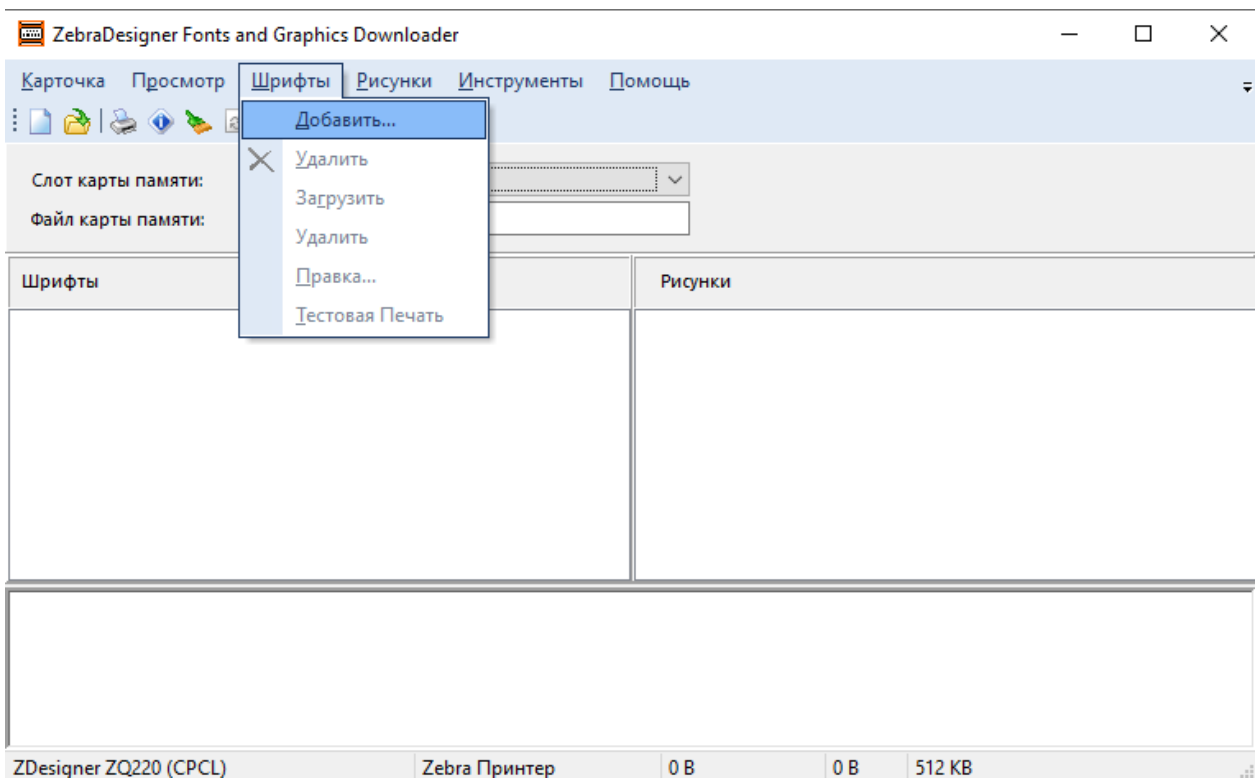 ZebraDesigner Fonts and Graphics Downloader
Карточка Просмотр Шрифты Рисунки Инструменты Помощь
Добавить...
Удалить
Загрузить
Удалить
Правка...
Тестовая Печать
Слот карты памяти:
Файл карты памяти:
Шрифты
Рисунки
ZDesigner ZQ220 (CPCL) Zebra Принтер 0 B 0 B 512 KB